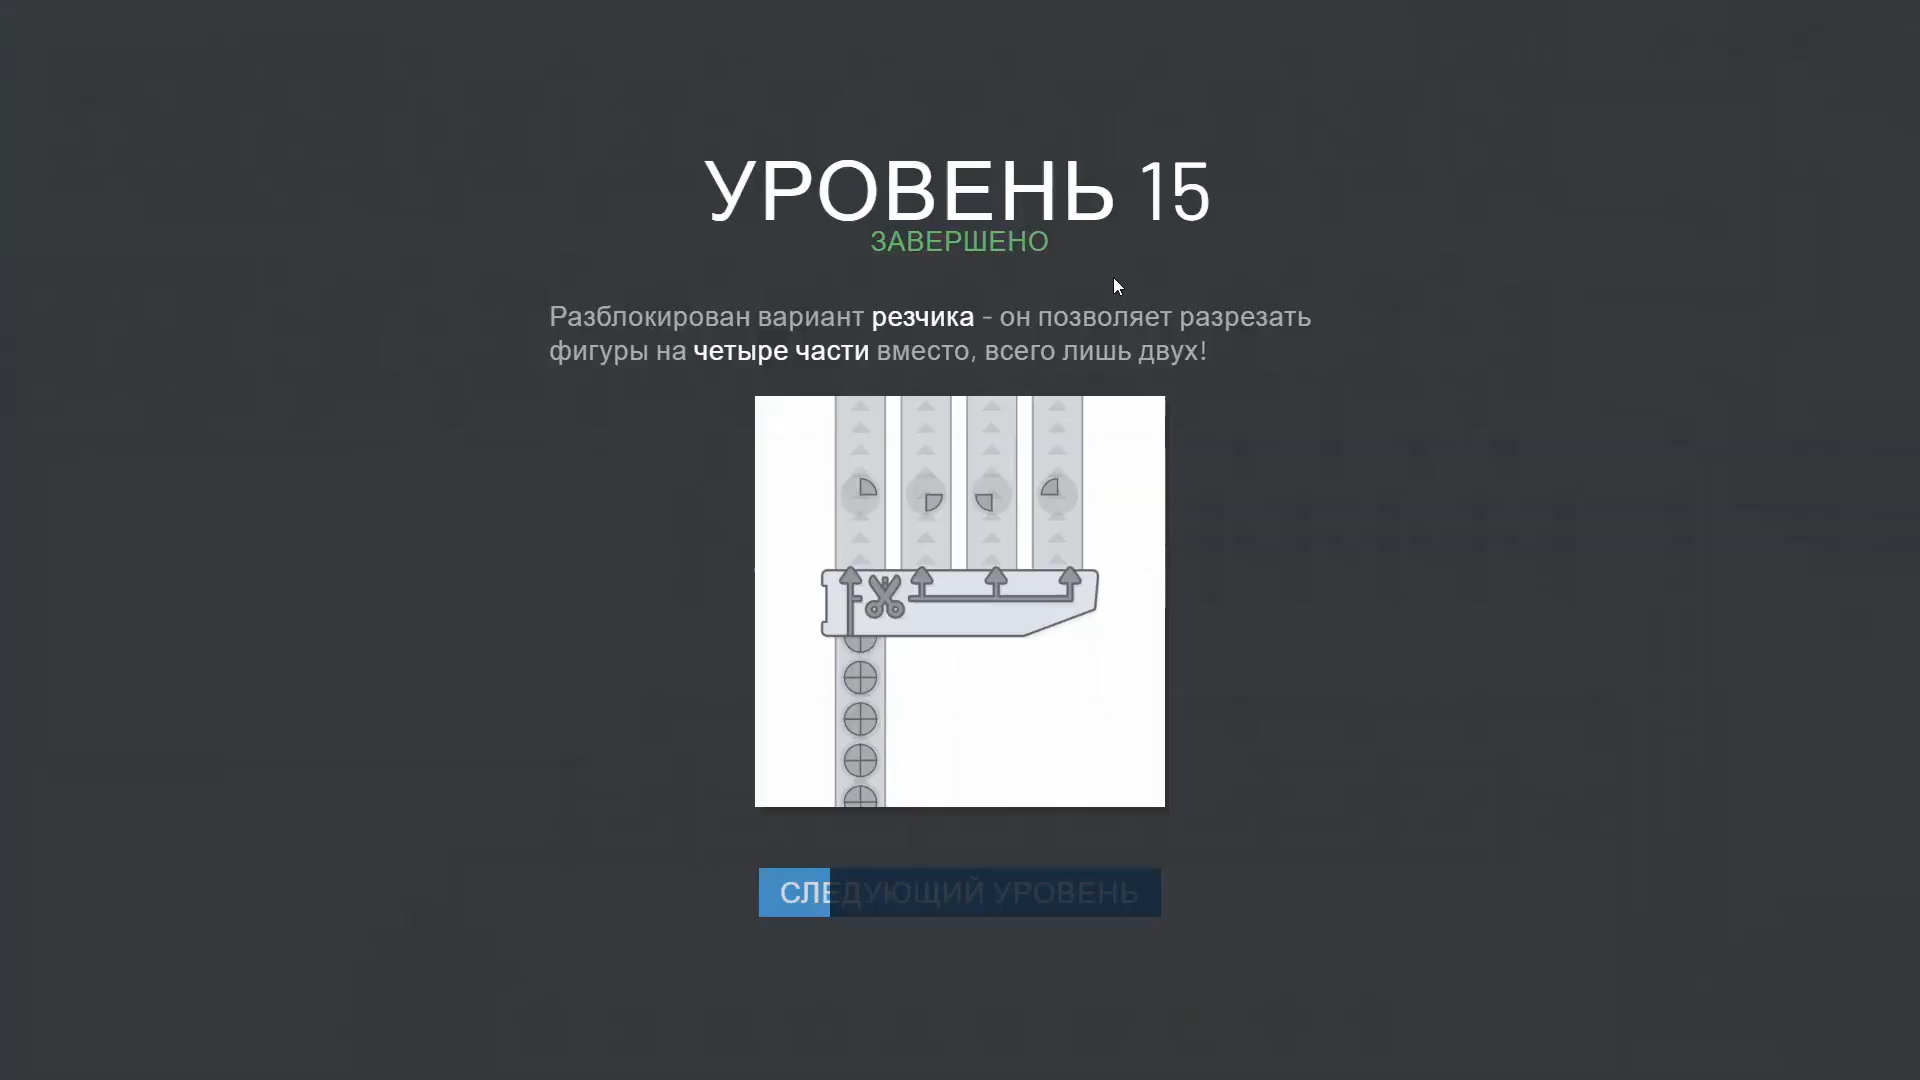 УРОВЕНЬ 15
ЗАВЕРШЕНО
Разблокирован вариант резчика - он позволяет разрезать
фигуры на четыре части вместо, всего лишь двух!
СЛЕДУЮЩИЙ УРОВЕНЬ